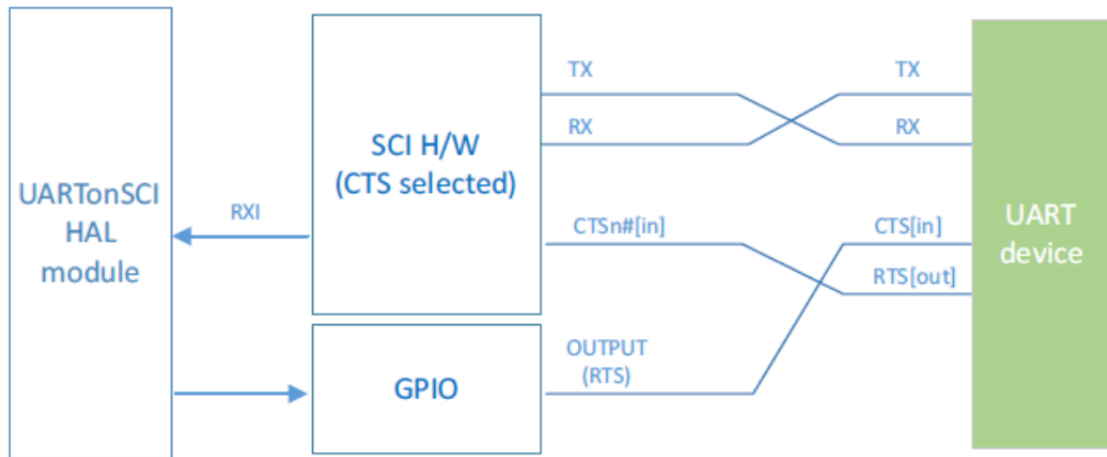 UARTonSCI
HAL
module
RXI
SCI H/W
(CTS selected)
GPIO
TX
RX
CTSn#[in]
OUTPUT
(RTS)
TX
RX
CTS[in]
RTS[out]
UART
device